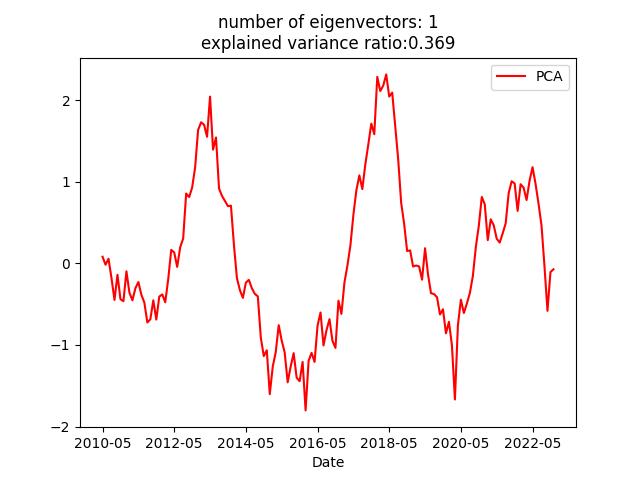 number of eigenvectors: 1
explained variance ratio:0.369
PCA
2
1
0
−1
−2
2010-05 2012-05 2014-05 2016-05 2018-05 2020-05 2022-05
Date